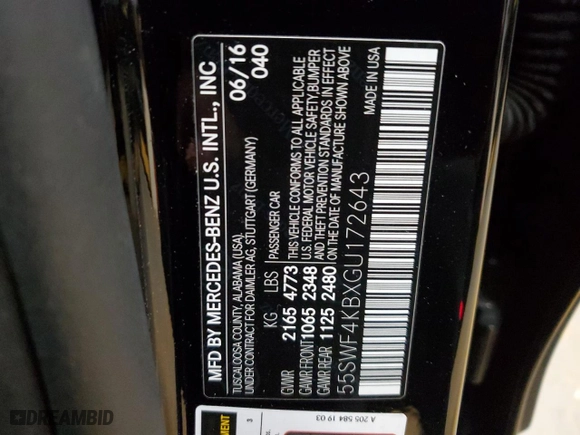 MFD BY MERCEDES-BENZ U.S. INTL., INC
TUSCALOOSA COUNTY, ALABAMA (USA),
UNDER CONTRACT FOR DAIMLER AG, STUTTGART (GERMANY)
06/16
040
KG LBS PASSENGER CAR
GVWR 2165 4773
GAWR FRONT 1065 2348
GAWR REAR 1125 2480
THIS VEHICLE CONFORMS TO ALL APPLICABLE
U.S. FEDERAL MOTOR VEHICLE SAFETY, BUMPER
AND THEFT PREVENTION STANDARDS IN EFFECT
ON THE DATE OF MANUFACTURE SHOWN ABOVE
55SWF4KBXGU172643
MADE IN USA
A 205 584 19 03
DREAMBID